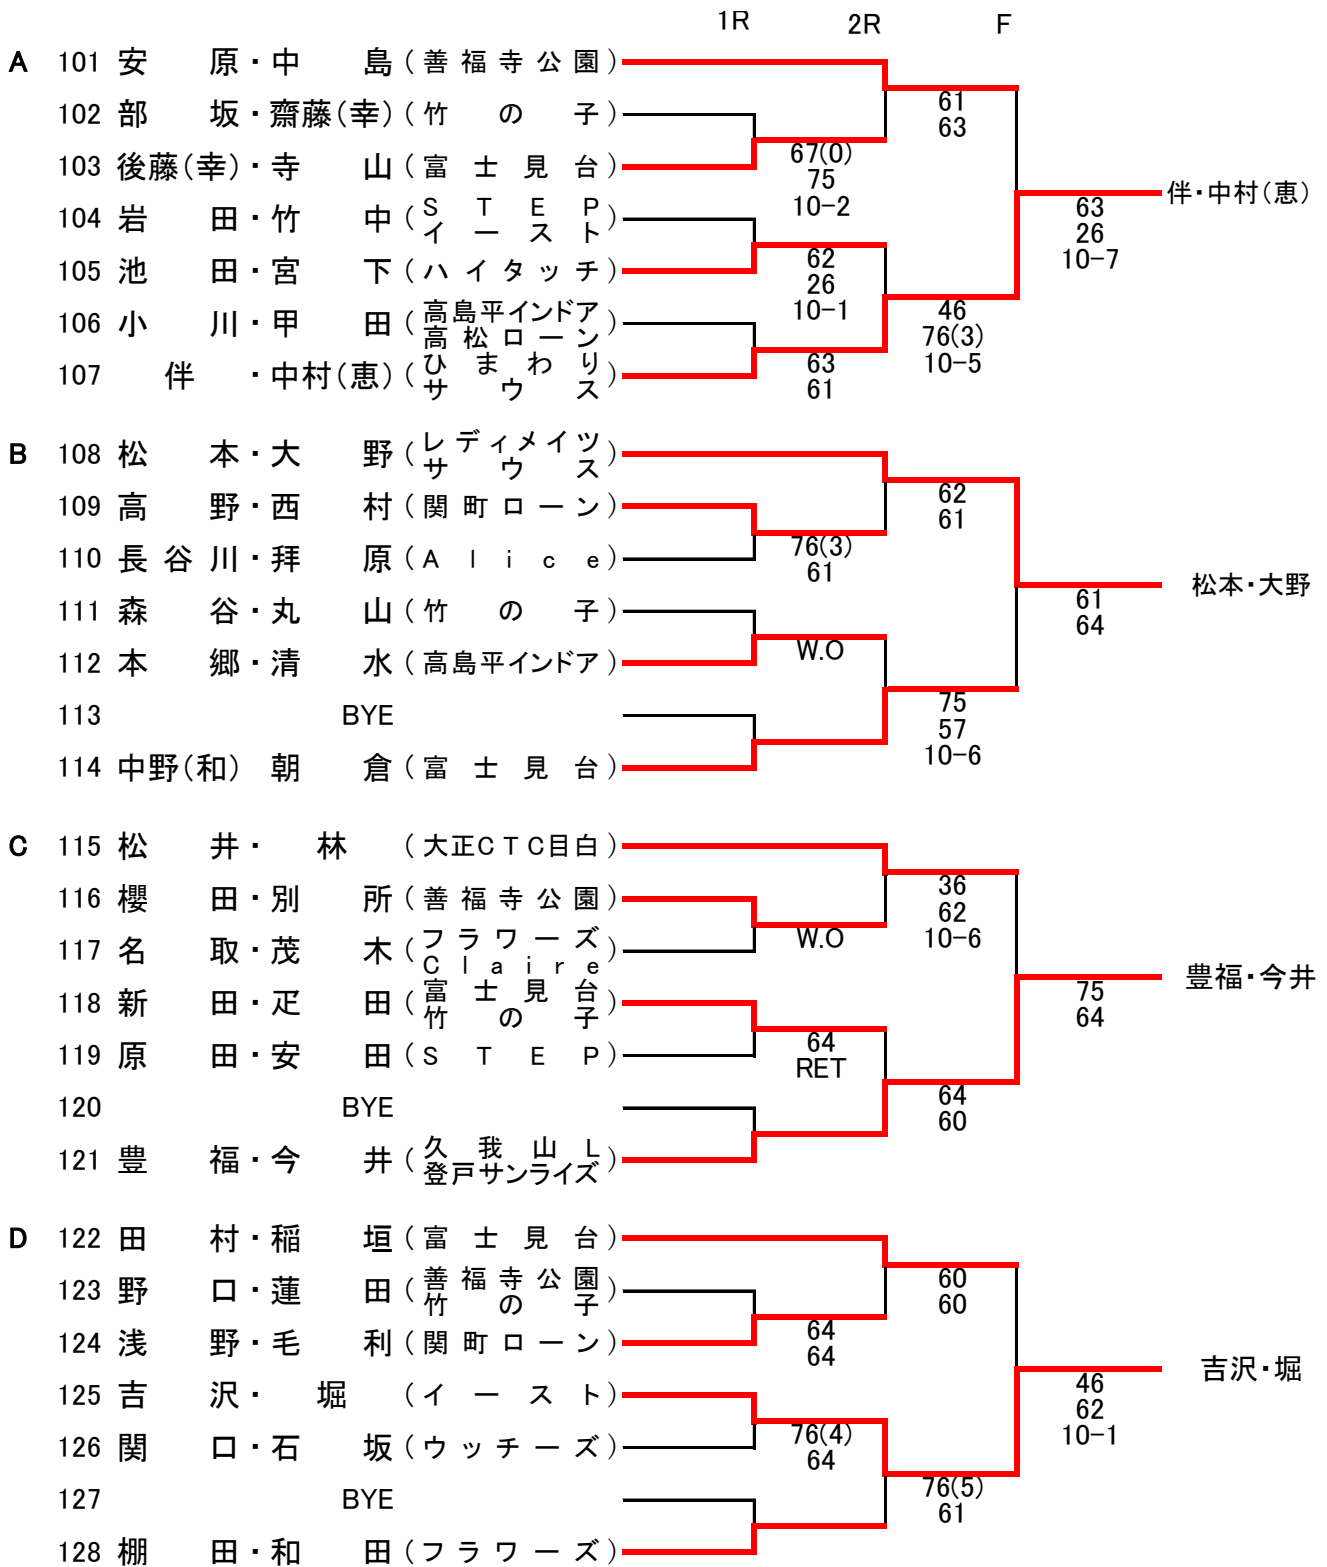 1R 2R F
A 101 安原・中島(善福寺公園)
61
63
102 部坂・齋藤(幸)(竹の子)
67(0)
75
10-2
103 後藤(幸)・寺山(富士見台)
伴・中村(恵)
63
26
10-7
104 岩田・竹中(STEP イースト)
62
26
10-1
105 池田・宮下(ハイタッチ)
46
76(3)
10-5
106 小川・甲田(高島平インドア 高松ローン)
63
61
107 伴・中村(恵)(ひまわり サウス)
B 108 松本・大野(レディメイツ サウス)
62
61
109 高野・西村(関町ローン)
76(3)
61
110 長谷川・拝原(Alice)
松本・大野
61
64
111 森谷・丸山(竹の子)
W.O
112 本郷・清水(高島平インドア)
75
57
10-6
113 BYE
114 中野(和) 朝倉(富士見台)
C 115 松井・林(大正CTC目白)
36
62
10-6
116 櫻田・別所(善福寺公園)
W.O
117 名取・茂木(フラワーズ Claire)
豊福・今井
75
64
118 新田・疋田(富士見台 竹の子)
64
RET
119 原田・安田(STEP)
64
60
120 BYE
121 豊福・今井(久我山L 登戸サンライズ)
D 122 田村・稲垣(富士見台)
60
60
123 野口・蓮田(善福寺公園 竹の子)
64
64
124 浅野・毛利(関町ローン)
吉沢・堀
46
62
10-1
125 吉沢・堀(イースト)
76(4)
64
126 関口・石坂(ウッチーズ)
76(5)
61
127 BYE
128 棚田・和田(フラワーズ)